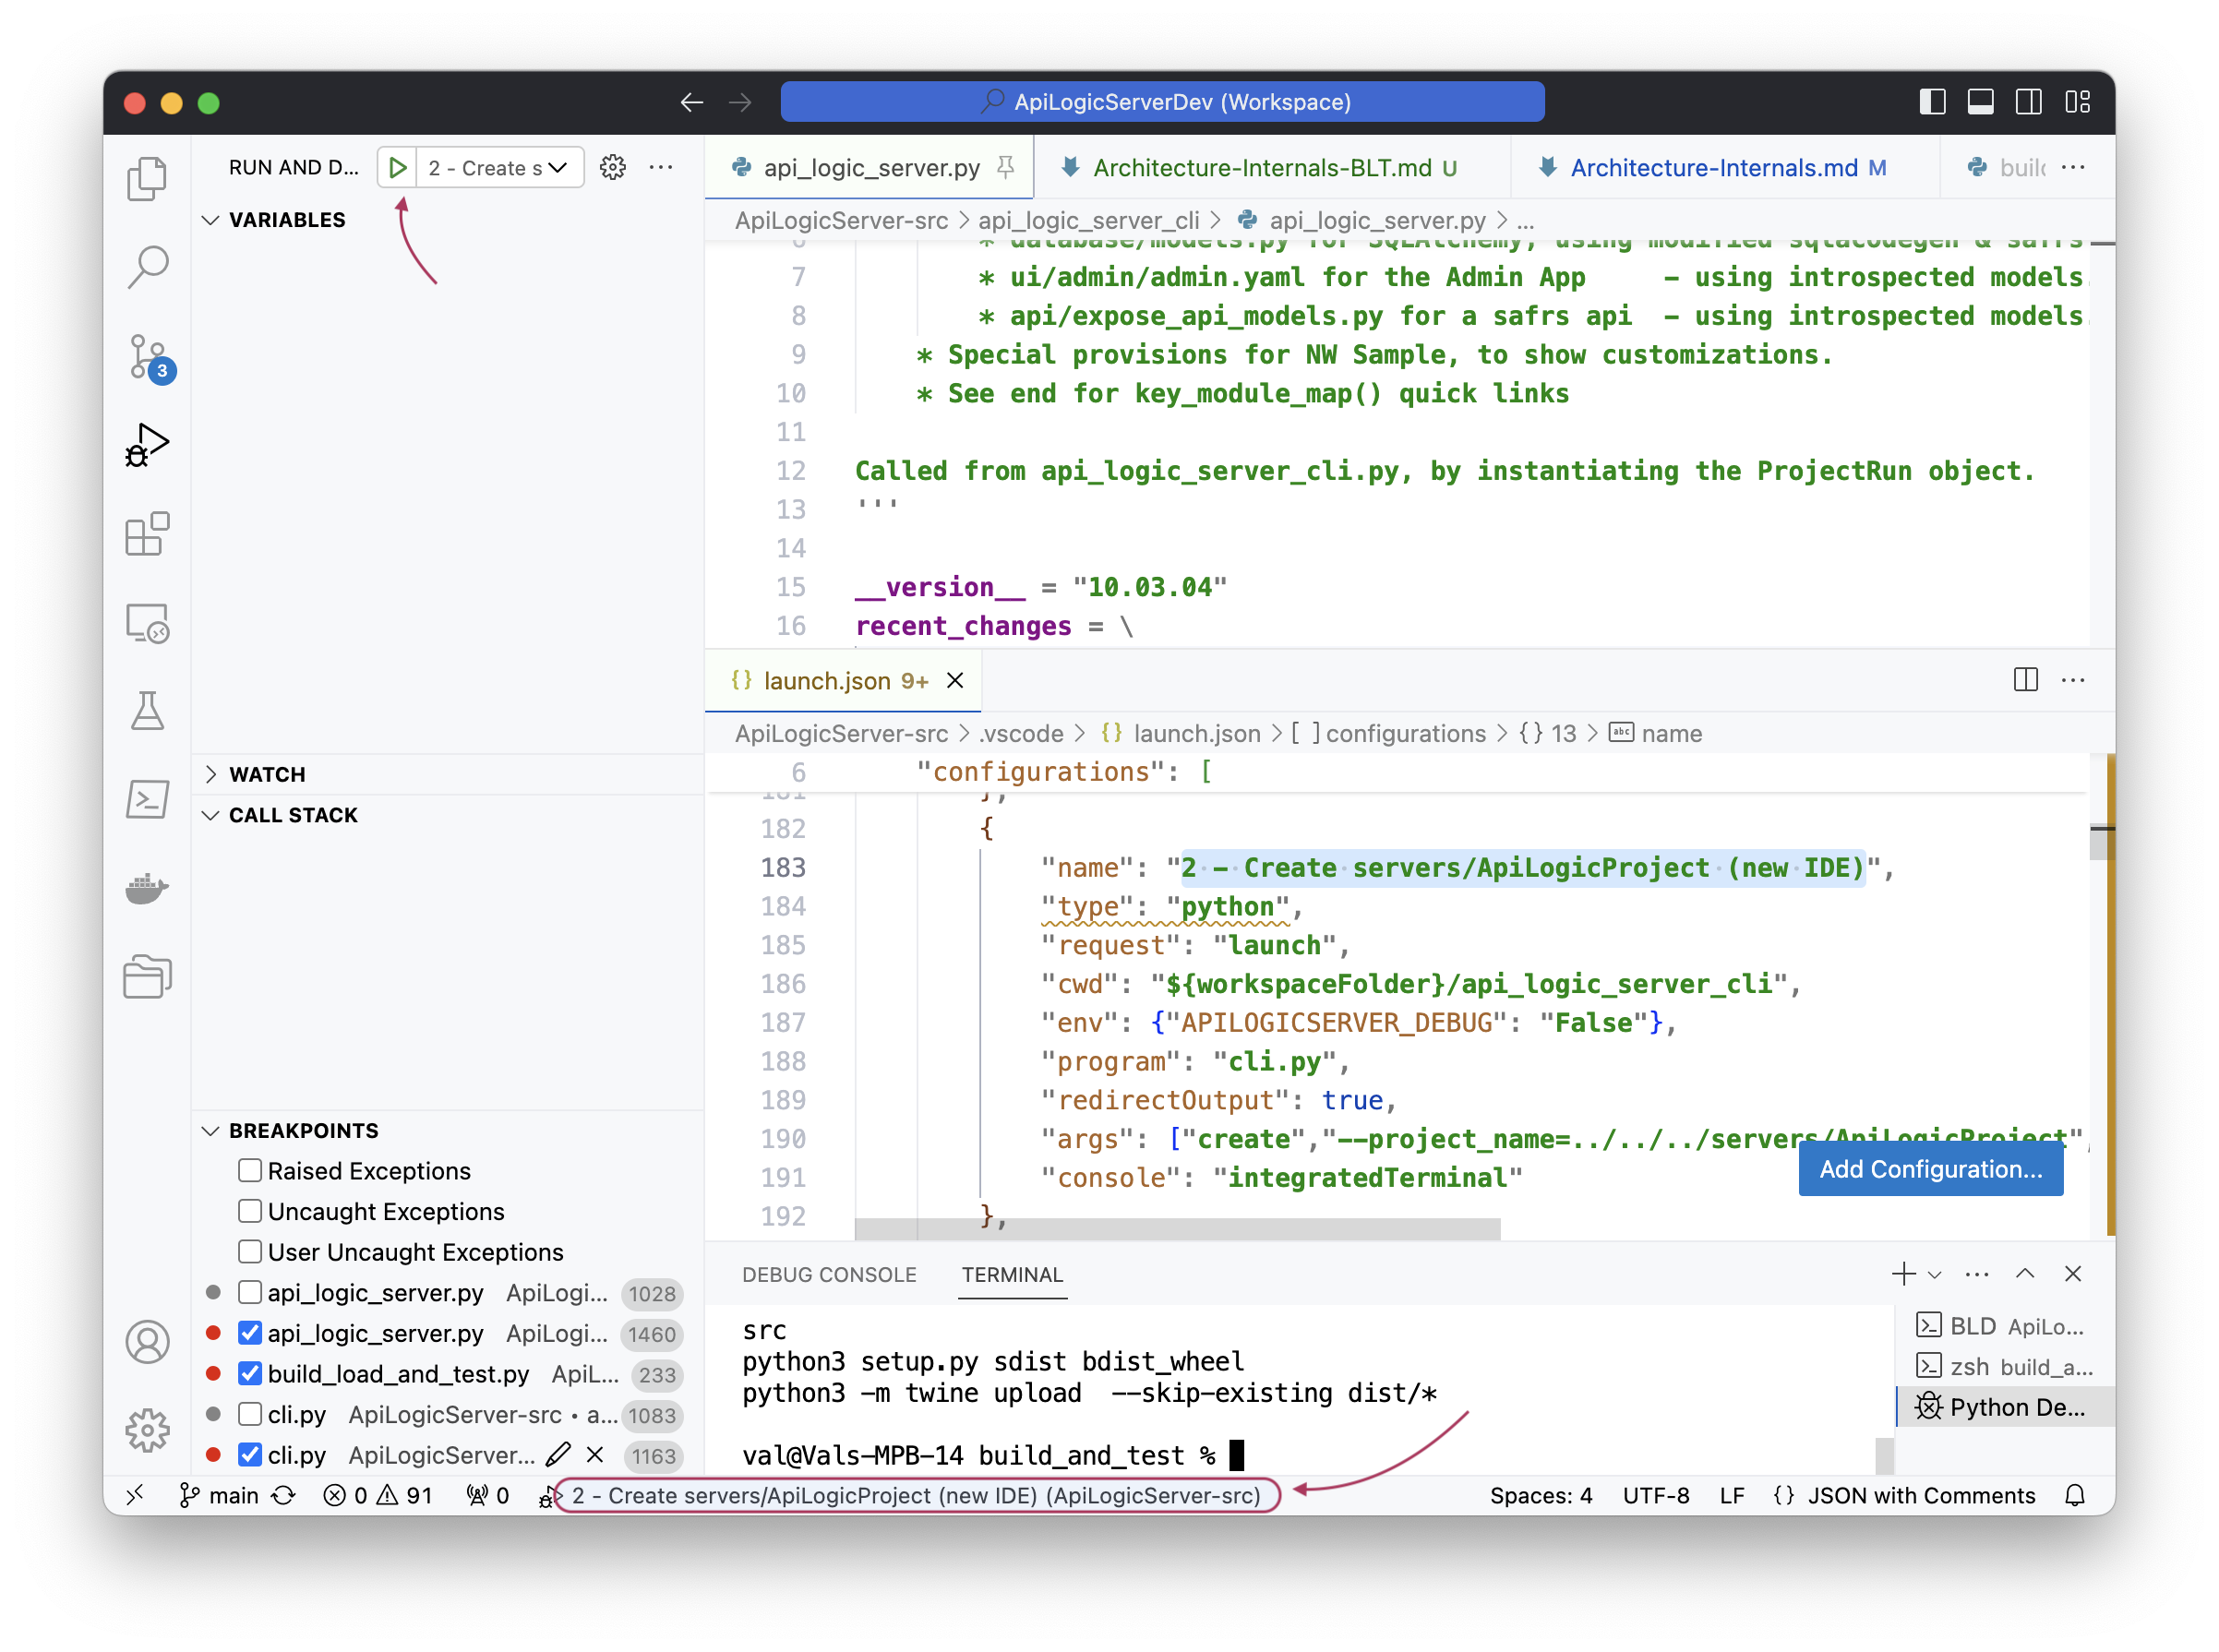 ApiLogicServerDev (Workspace)
RUN AND D...
2 - Create s
VARIABLES
WATCH
CALL STACK
BREAKPOINTS
Raised Exceptions
Uncaught Exceptions
User Uncaught Exceptions
api_logic_server.py ApiLogi... 1028
api_logic_server.py ApiLogi... 1460
build_load_and_test.py ApiL... 233
cli.py ApiLogicServer-src • a... 1083
cli.py ApiLogicServer... 1163
3
api_logic_server.py
Architecture-Internals-BLT.md U
Architecture-Internals.md M
ApiLogicServer-src > api_logic_server_cli > api_logic_server.py > ...
6 * database/models.py for SQLAlchemy, using modified sqlacodegen & safrs
7 * ui/admin/admin.yaml for the Admin App - using introspected models.
8 * api/expose_api_models.py for a safrs api - using introspected models.
9 * Special provisions for NW Sample, to show customizations.
10 * See end for key_module_map() quick links
11
12 Called from api_logic_server_cli.py, by instantiating the ProjectRun object.
13 '''
14
15 __version__ = "10.03.04"
16 recent_changes = \
{} launch.json 9+
ApiLogicServer-src > .vscode > {} launch.json > [ ] configurations > {} 13 > abc name
6 "configurations": [
181 },
182 {
183 "name": "2 - Create servers/ApiLogicProject (new IDE)",
184 "type": "python",
185 "request": "launch",
186 "cwd": "${workspaceFolder}/api_logic_server_cli",
187 "env": {"APILOGICSERVER_DEBUG": "False"},
188 "program": "cli.py",
189 "redirectOutput": true,
190 "args": ["create","--project_name=../../../servers/ApiLogicProject",
191 "console": "integratedTerminal"
192 },
Add Configuration...
DEBUG CONSOLE TERMINAL
src
python3 setup.py sdist bdist_wheel
python3 -m twine upload --skip-existing dist/*
val@Vals-MPB-14 build_and_test %
BLD ApiLo...
zsh build_a...
Python De...
main 0 91 0 2 - Create servers/ApiLogicProject (new IDE) (ApiLogicServer-src) Spaces: 4 UTF-8 LF {} JSON with Comments